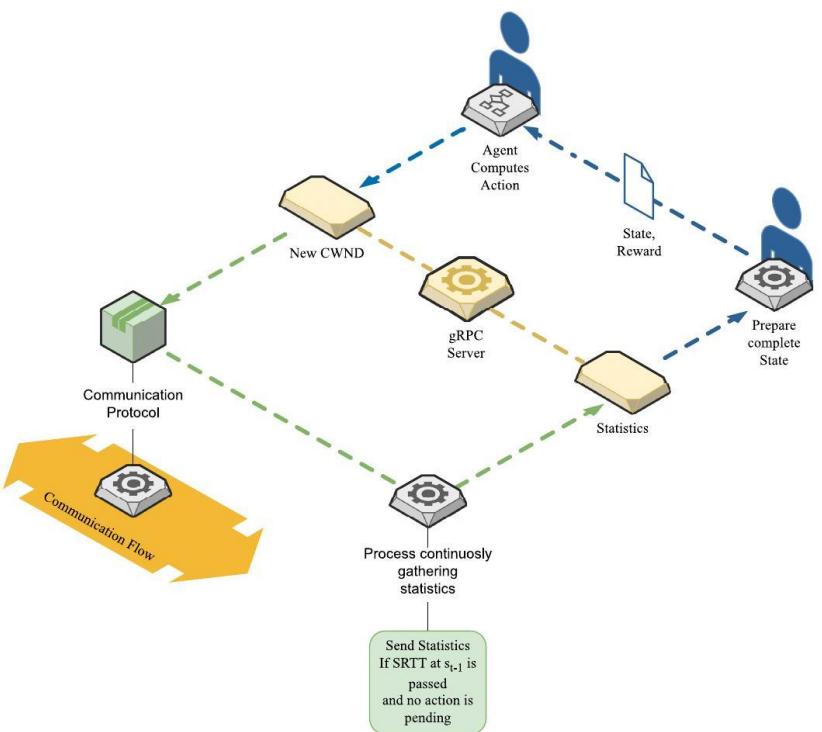 Agent
Computes
Action
State,
Reward
New CWND
gRPC
Server
Prepare
complete
State
Communication
Protocol
Statistics
Communication Flow
Process continuosly
gathering
statistics
Send Statistics
If SRTT at st-1 is
passed
and no action is
pending